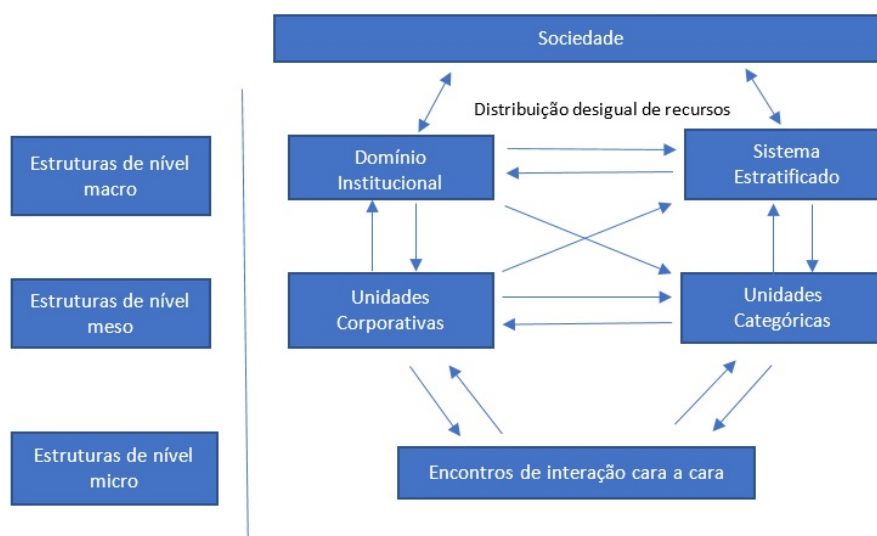 Sociedade
Distribuição desigual de recursos
Estruturas de nível
macro
Domínio
Institucional
Sistema
Estratificado
Estruturas de nível
meso
Unidades
Corporativas
Unidades
Categóricas
Estruturas de nível
micro
Encontros de interação cara a cara